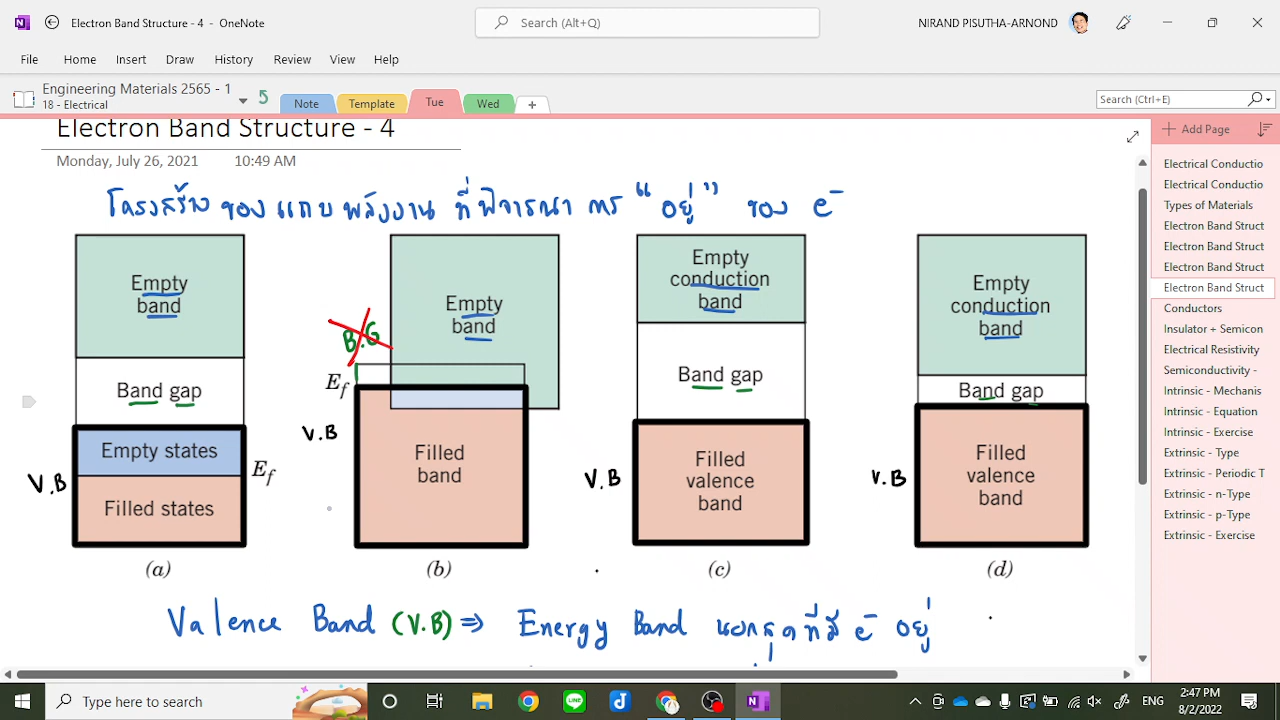 Electron Band Structure - 4 - OneNote
Search (Alt+Q)
NIRAND PISUTHA-ARNOND
File Home Insert Draw History Review View Help
Engineering Materials 2565 - 1
18 - Electrical
Note Template Tue Wed +
Search (Ctrl+E)
Electron Band Structure - 4
Monday, July 26, 2021 10:49 AM
Add Page
Electrical Conductio
Electrical Conductio
Types of Materials
Electron Band Struct
Electron Band Struct
Electron Band Struct
Electron Band Struct
Conductors
Insulator + Semicon
Electrical Resistivity
Semiconductivity -
Intrinsic - Mechanis
Intrinsic - Equation
Intrinsic - Exercise
Extrinsic - Type
Extrinsic - Periodic T
Extrinsic - n-Type
Extrinsic - p-Type
Extrinsic - Exercise
โครงสร้าง ของ แถบ พลังงาน ที่ พิจารณา การ "อยู่" ของ e⁻
Empty
band
Band gap
Empty states
Filled states
V.B
Ef
(a)
Empty
band
B.G
Ef
V.B
Filled
band
(b)
Empty
conduction
band
Band gap
V.B
Filled
valence
band
(c)
Empty
conduction
band
Band gap
V.B
Filled
valence
band
(d)
Valence Band (V.B) ⇒ Energy Band นอกสุดที่มี e⁻ อยู่
Type here to search
ENG
2:47 PM
8/2/2022